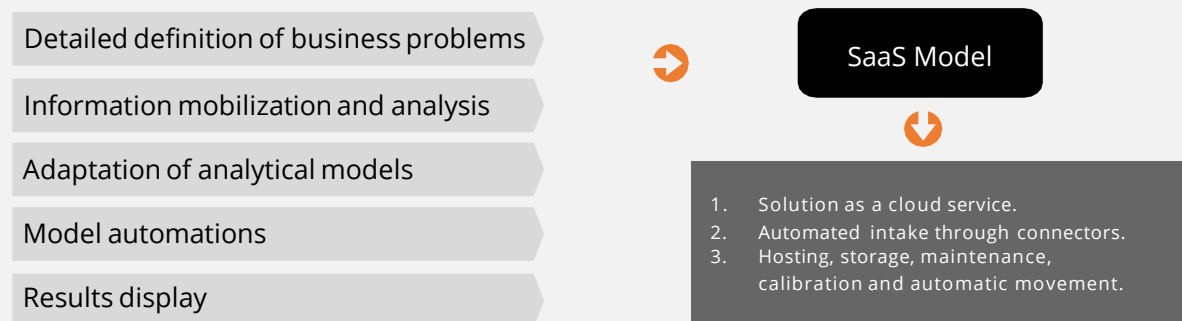 Detailed definition of business problems
Information mobilization and analysis
Adaptation of analytical models
Model automations
Results display
SaaS Model
1. Solution as a cloud service.
2. Automated intake through connectors.
3. Hosting, storage, maintenance,
calibration and automatic movement.